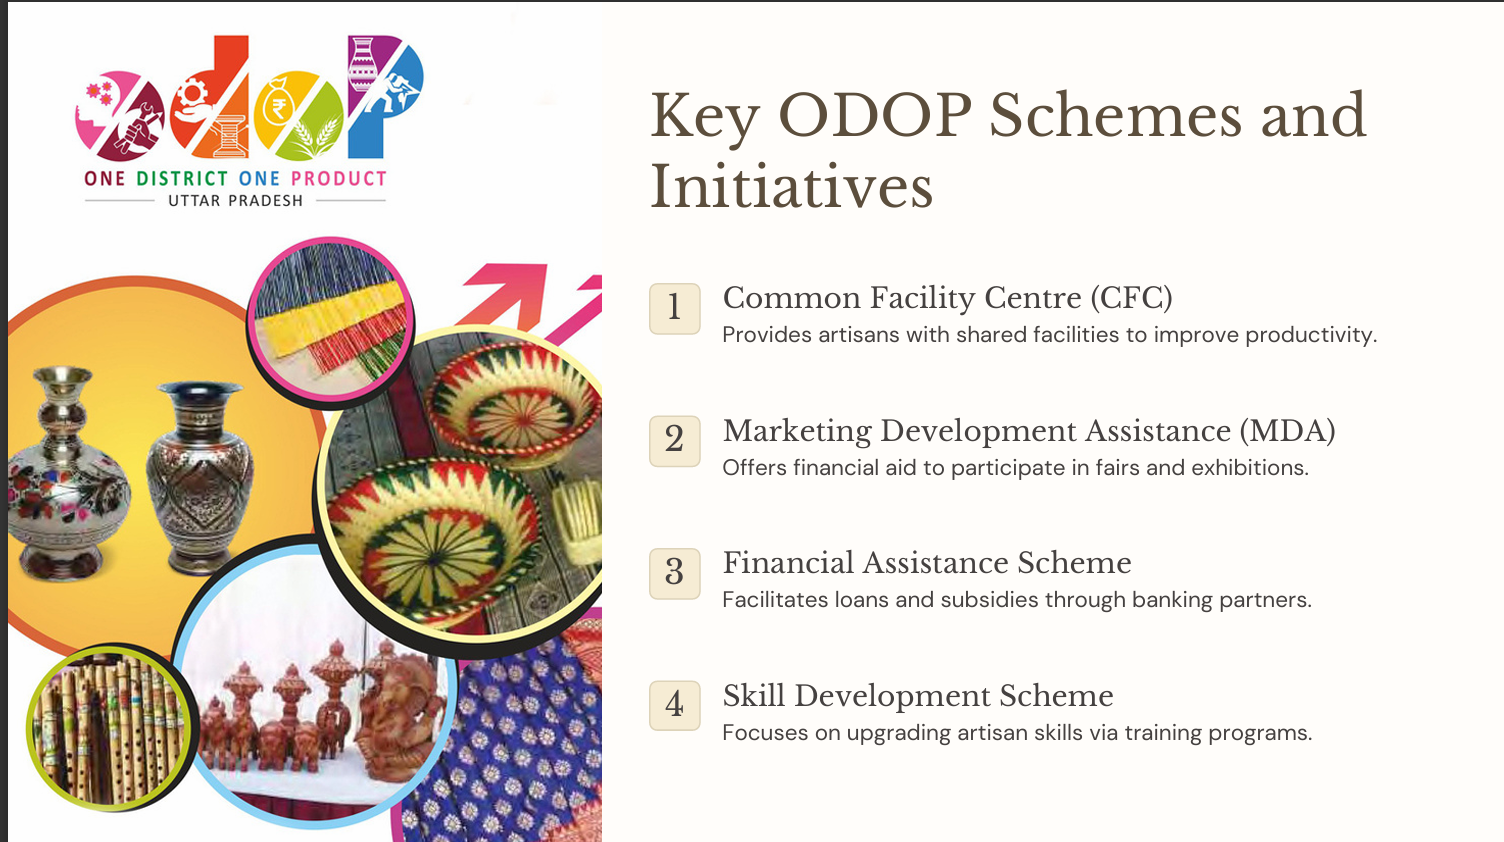 odop
ONE DISTRICT ONE PRODUCT
UTTAR PRADESH
Key ODOP Schemes and
Initiatives
1
Common Facility Centre (CFC)
Provides artisans with shared facilities to improve productivity.
2
Marketing Development Assistance (MDA)
Offers financial aid to participate in fairs and exhibitions.
3
Financial Assistance Scheme
Facilitates loans and subsidies through banking partners.
4
Skill Development Scheme
Focuses on upgrading artisan skills via training programs.